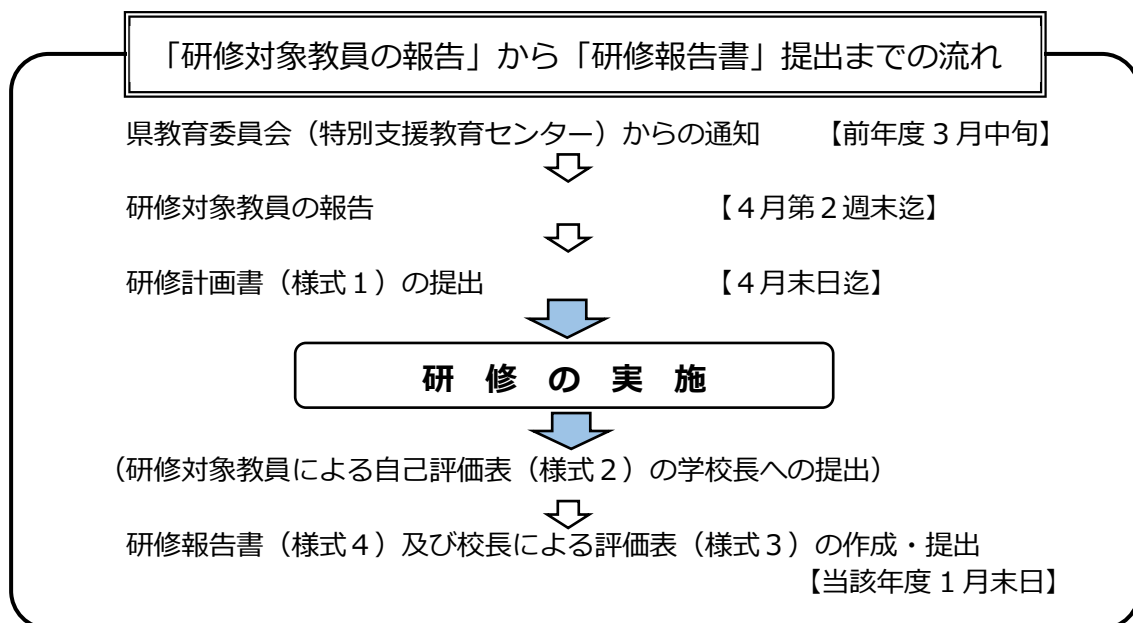 「研修対象教員の報告」から「研修報告書」提出までの流れ
県教育委員会（特別支援教育センター）からの通知　【前年度３月中旬】
研修対象教員の報告　【４月第２週末迄】
研修計画書（様式１）の提出　【４月末日迄】
研 修 の 実 施
（研修対象教員による自己評価表（様式２）の学校長への提出）
研修報告書（様式４）及び校長による評価表（様式３）の作成・提出
【当該年度１月末日】